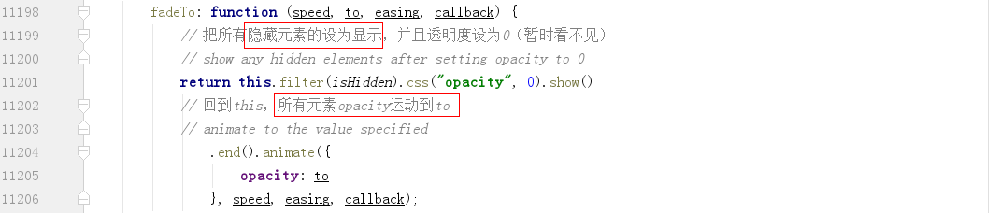 11198 fadeTo: function (speed, to, easing, callback) {
11199 // 把所有隐藏元素的设为显示，并且透明度设为0（暂时看不见）
11200 // show any hidden elements after setting opacity to 0
11201 return this.filter(isHidden).css("opacity", 0).show()
11202 // 回到this，所有元素opacity运动到to
11203 // animate to the value specified
11204 .end().animate({
11205 opacity: to
11206 }, speed, easing, callback);